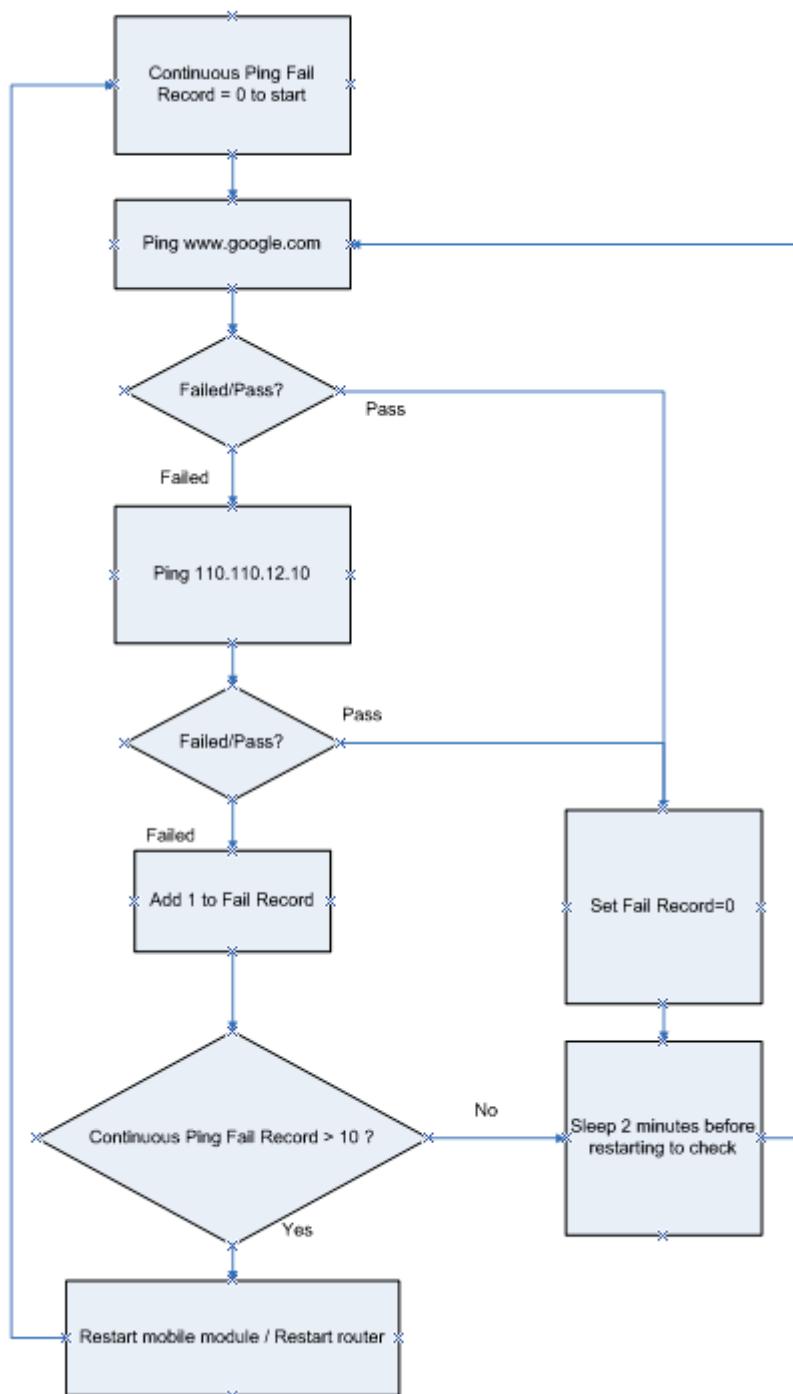 Continuous Ping Fail
Record = 0 to start
Ping www.google.com
Failed/Pass?
Pass
Failed
Ping 110.110.12.10
Pass
Failed/Pass?
Failed
Add 1 to Fail Record
Set Fail Record=0
Continuous Ping Fail Record > 10 ?
No
Sleep 2 minutes before
restarting to check
Yes
Restart mobile module / Restart router